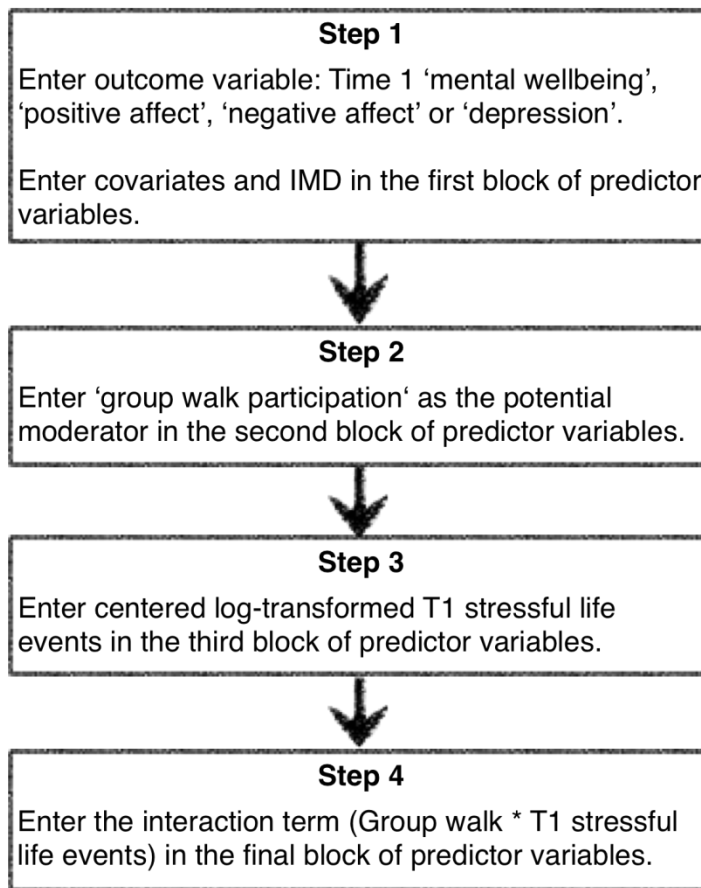 Step 1
Enter outcome variable: Time 1 ‘mental wellbeing’,
‘positive affect’, ‘negative affect’ or ‘depression’.
Enter covariates and IMD in the first block of predictor
variables.
Step 2
Enter ‘group walk participation‘ as the potential
moderator in the second block of predictor variables.
Step 3
Enter centered log-transformed T1 stressful life
events in the third block of predictor variables.
Step 4
Enter the interaction term (Group walk * T1 stressful
life events) in the final block of predictor variables.